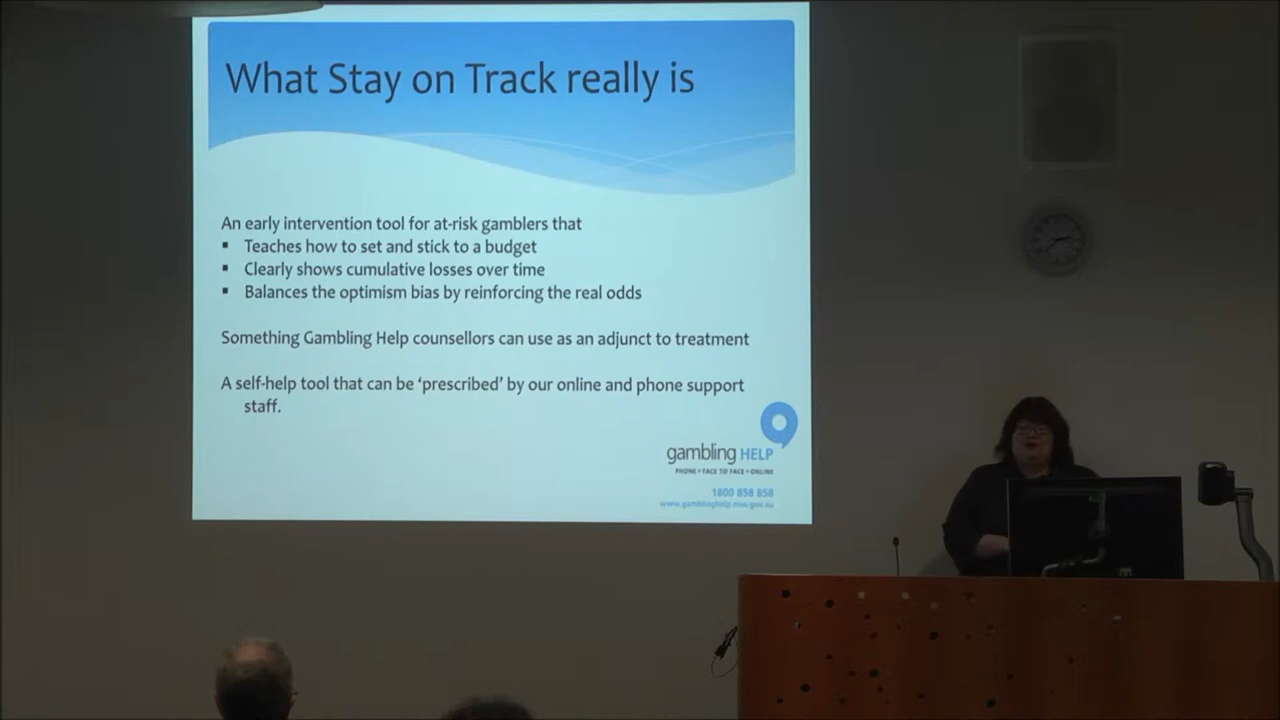 What Stay on Track really is
An early intervention tool for at-risk gamblers that
▪ Teaches how to set and stick to a budget
▪ Clearly shows cumulative losses over time
▪ Balances the optimism bias by reinforcing the real odds
Something Gambling Help counsellors can use as an adjunct to treatment
A self-help tool that can be ‘prescribed’ by our online and phone support
staff.
gambling HELP
PHONE • FACE TO FACE • ONLINE
1800 858 858
www.gamblinghelp.nsw.gov.au